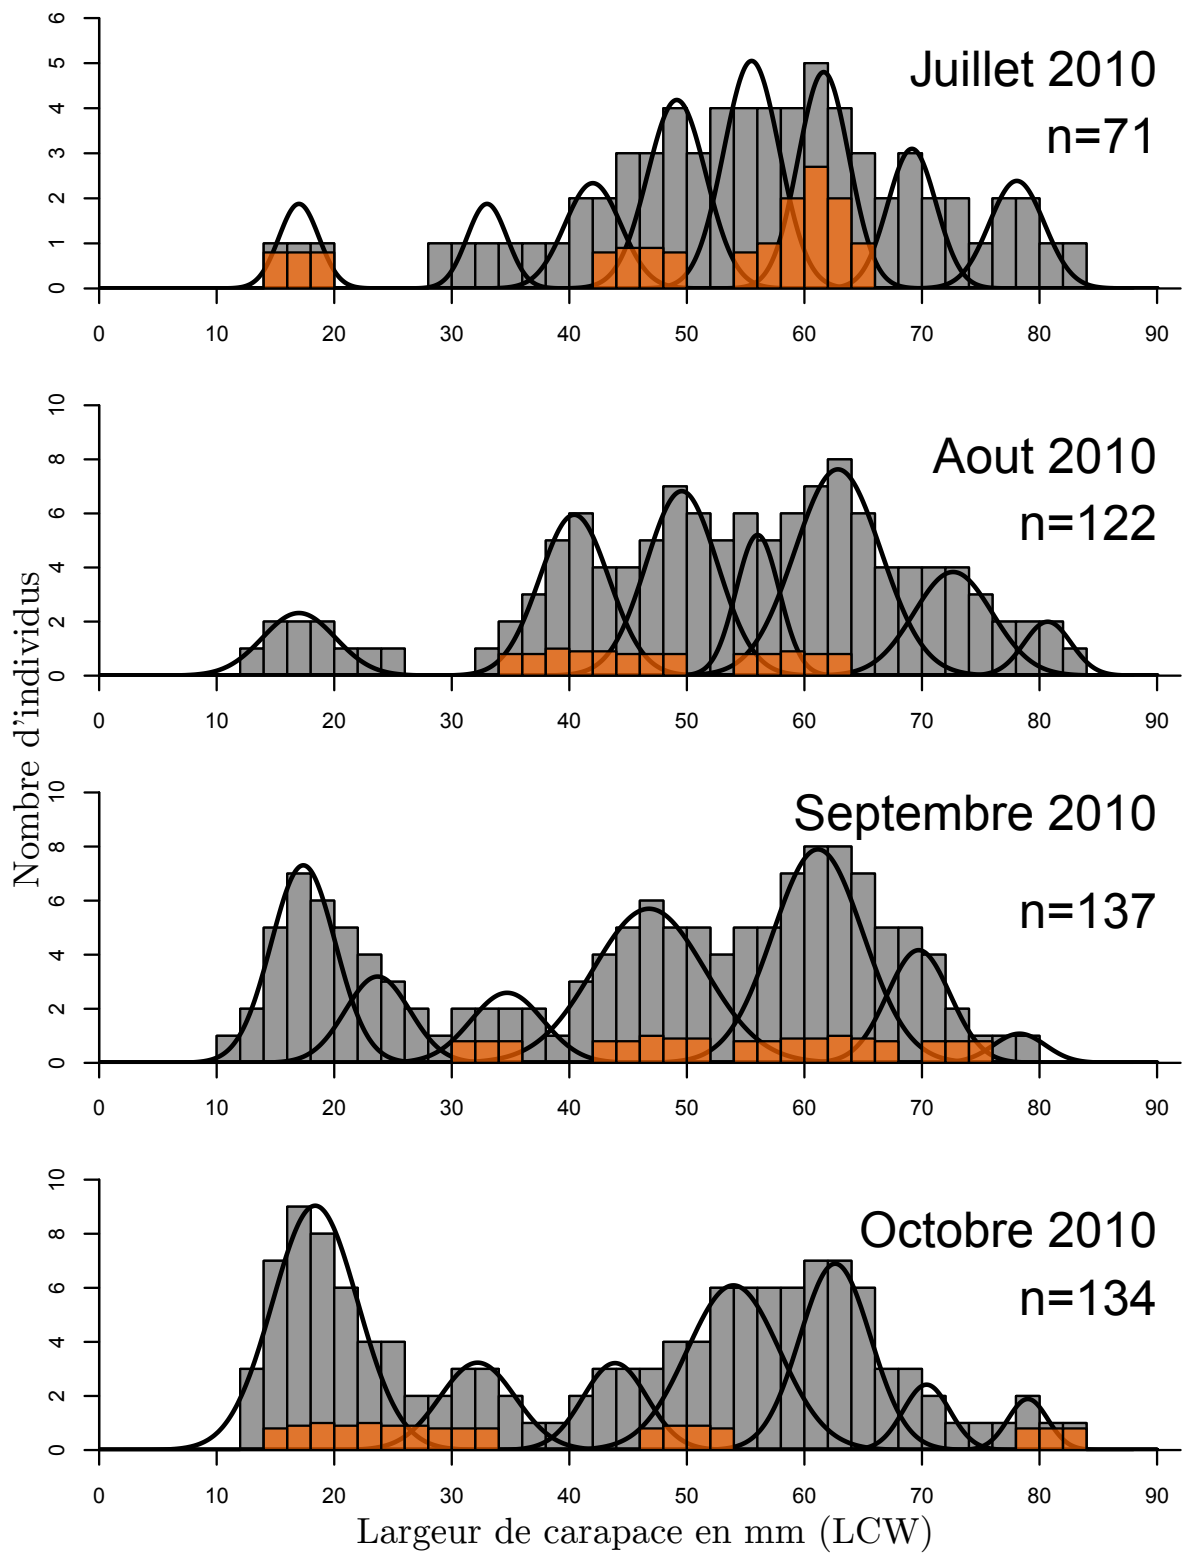 Nombre d'individus
6
5
4
3
2
1
0
Juillet 2010
n=71
0 10 20 30 40 50 60 70 80 90
10
8
6
4
2
0
Aout 2010
n=122
0 10 20 30 40 50 60 70 80 90
10
8
6
4
2
0
Septembre 2010
n=137
0 10 20 30 40 50 60 70 80 90
10
8
6
4
2
0
Octobre 2010
n=134
0 10 20 30 40 50 60 70 80 90
Largeur de carapace en mm (LCW)